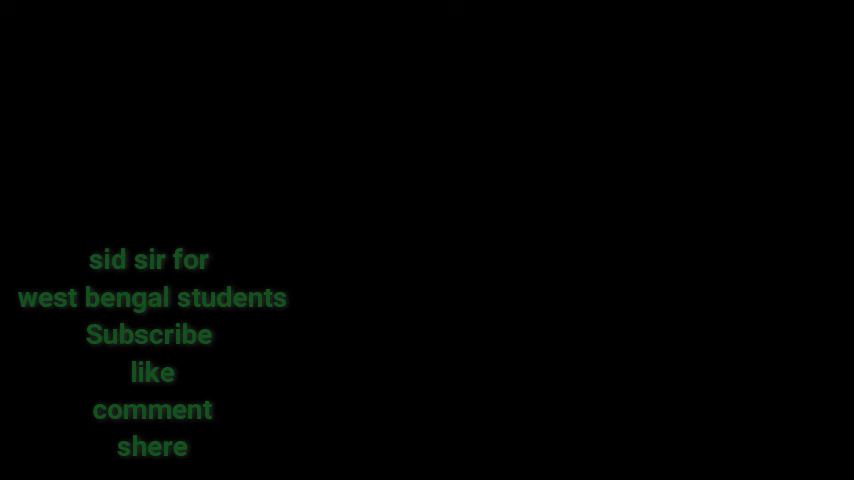 sid sir for
west bengal students
Subscribe
like
comment
shere